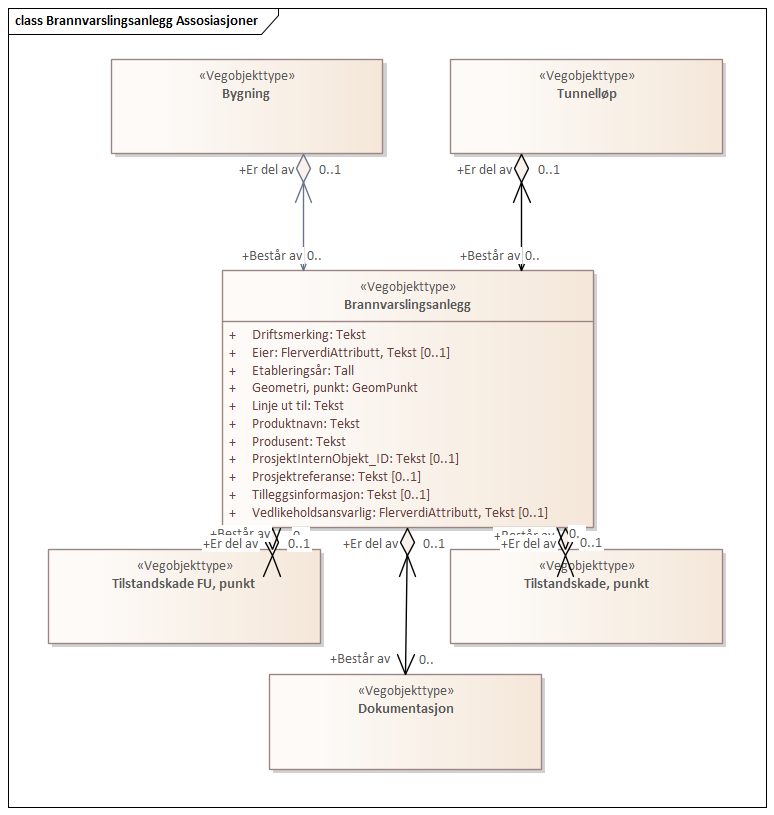 class Brannvarslingsanlegg Assosiasjoner
«Vegobjekttype»
Bygning
«Vegobjekttype»
Tunnelløp
+Er del av 0..1
+Er del av 0..1
+Består av 0..
+Består av 0..
«Vegobjekttype»
Brannvarslingsanlegg
+ Driftsmerking: Tekst
+ Eier: FlerverdiAttributt, Tekst [0..1]
+ Etableringsår: Tall
+ Geometri, punkt: GeomPunkt
+ Linje ut til: Tekst
+ Produktnavn: Tekst
+ Produsent: Tekst
+ ProsjektInternObjekt_ID: Tekst [0..1]
+ Prosjektreferanse: Tekst [0..1]
+ Tilleggsinformasjon: Tekst [0..1]
+ Vedlikeholdsansvarlig: FlerverdiAttributt, Tekst [0..1]
+Består av 0..
+Består av 0..
+Er del av 0..1
+Er del av 0..1
+Er del av 0..1
«Vegobjekttype»
Tilstandskade FU, punkt
«Vegobjekttype»
Tilstandskade, punkt
+Består av 0..
«Vegobjekttype»
Dokumentasjon